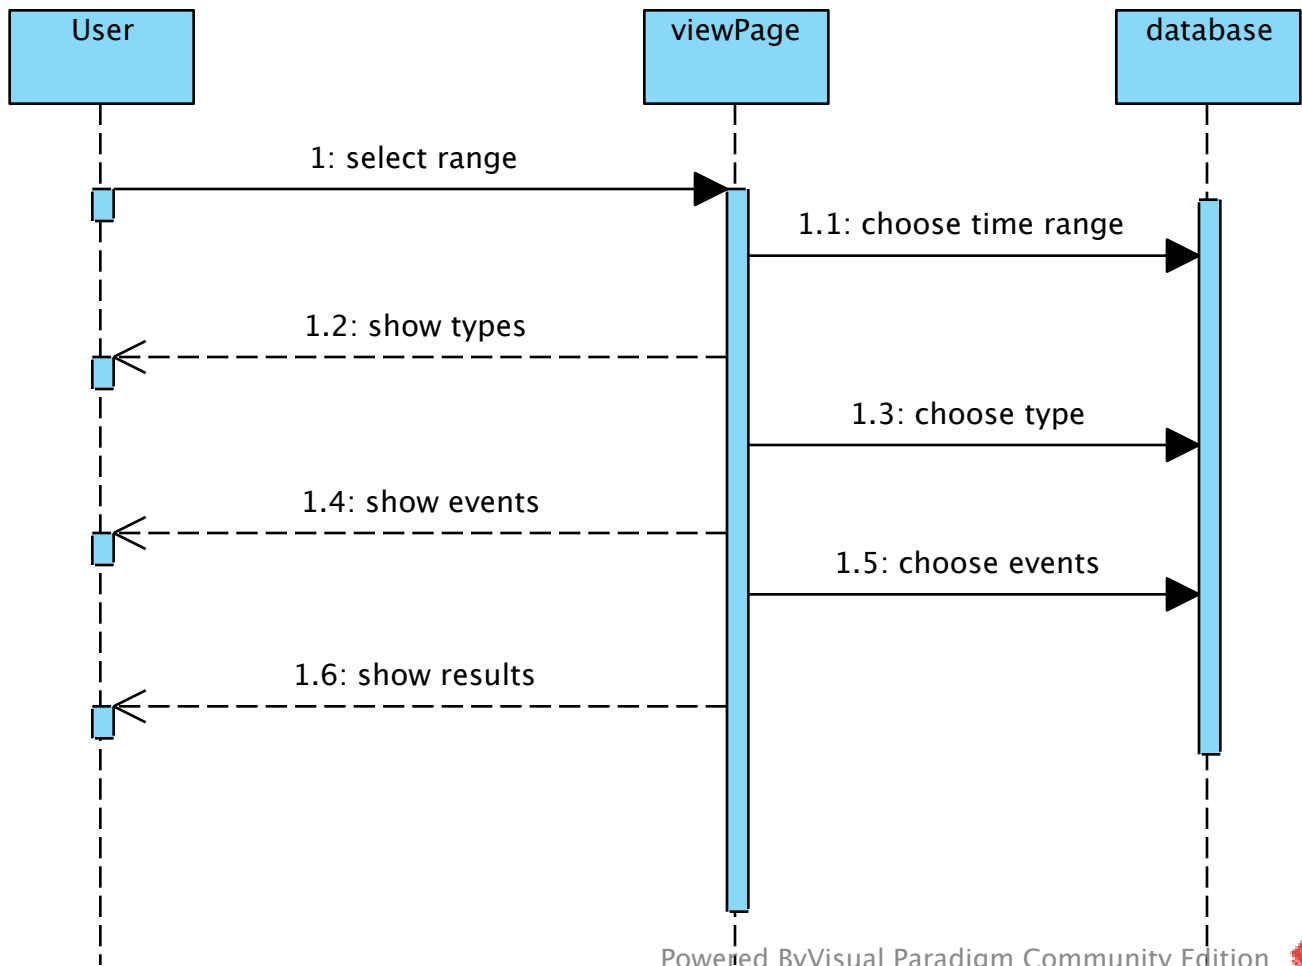 User
viewPage
database
1: select range
1.1: choose time range
1.2: show types
1.3: choose type
1.4: show events
1.5: choose events
1.6: show results
Powered ByVisual Paradigm Community Edition